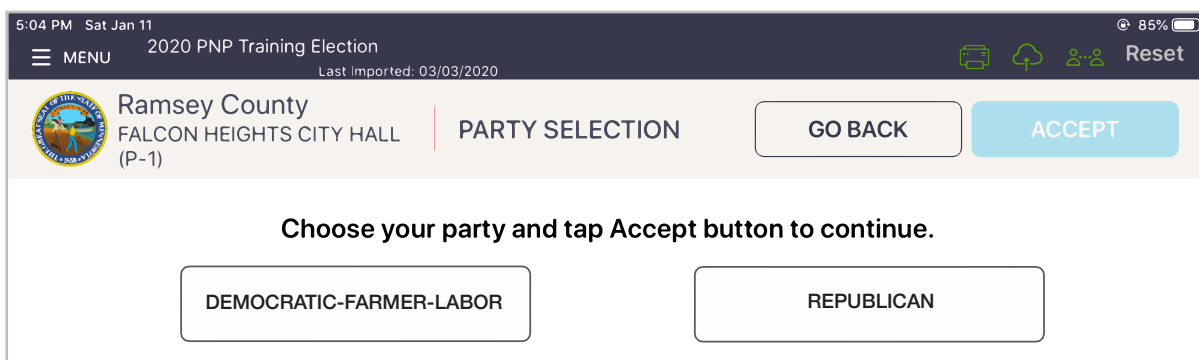 5:04 PM Sat Jan 11
85%
MENU
2020 PNP Training Election
Last Imported: 03/03/2020
Reset
Ramsey County
FALCON HEIGHTS CITY HALL
(P-1)
PARTY SELECTION
GO BACK
ACCEPT
Choose your party and tap Accept button to continue.
DEMOCRATIC-FARMER-LABOR
REPUBLICAN